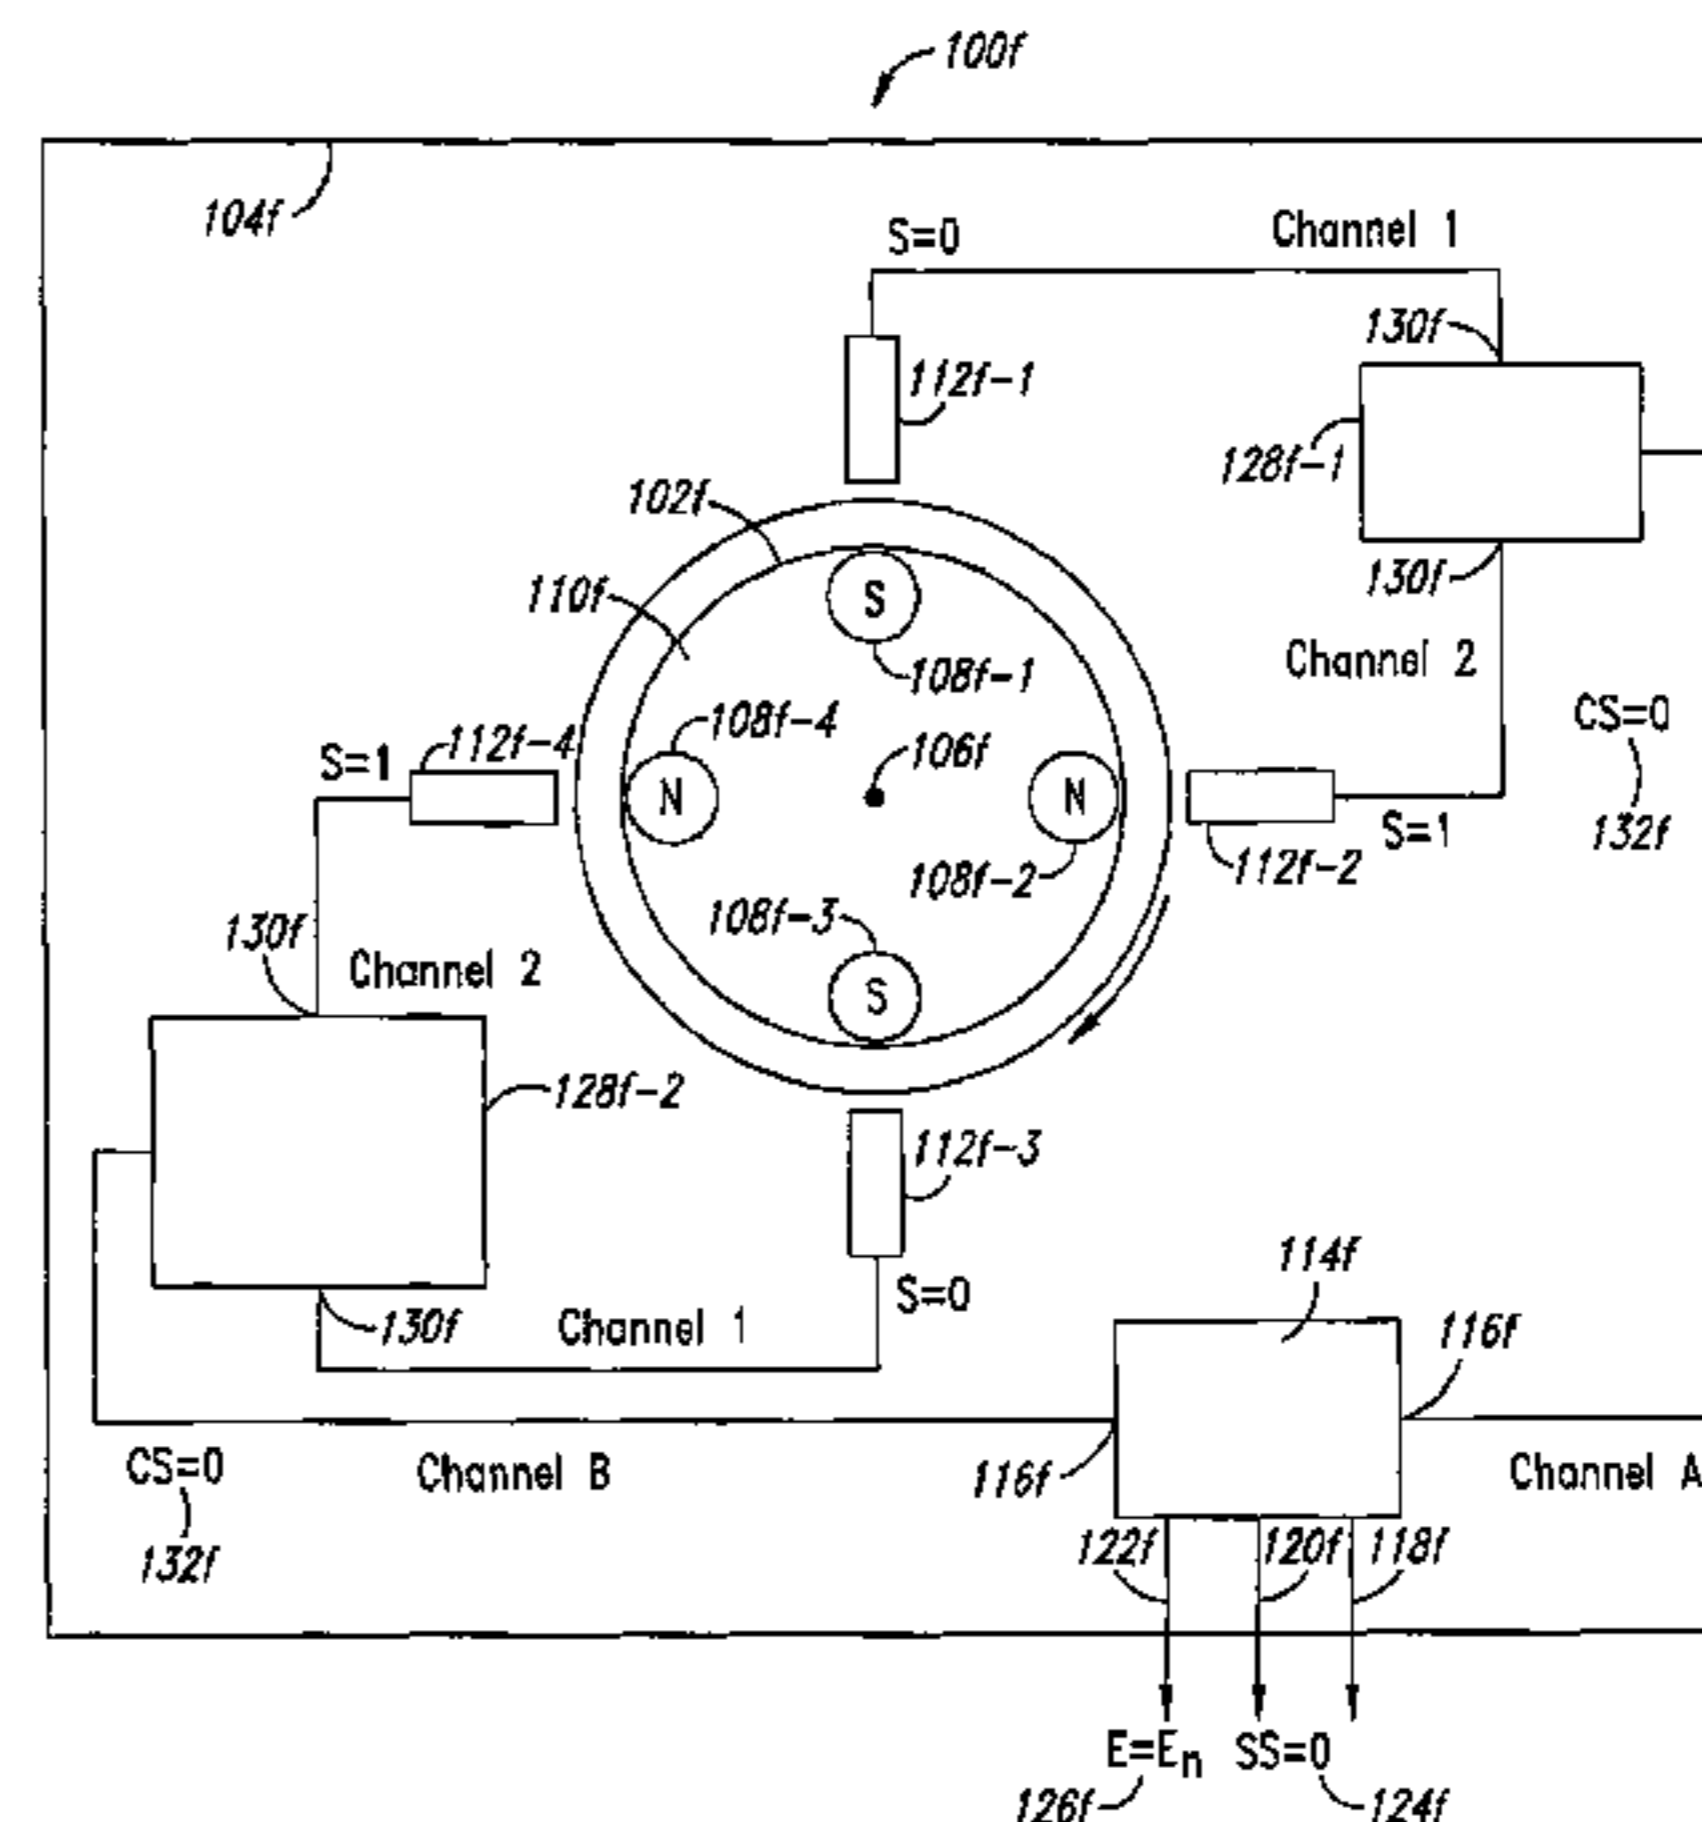 100f
104f
S=0
Channel 1
130f
112f-1
128f-1
102f
130f
110f
S
108f-1
Channel 2
CS=0
108f-4
112f-4
S=1
106f
N
N
132f
S=1
112f-2
108f-2
108f-3
130f
Channel 2
S
128f-2
112f-3
114f
S=0
130f
Channel 1
116f
CS=0
Channel B
116f
Channel A
132f
122f
120f
118f
E=En
SS=0
126f
124f